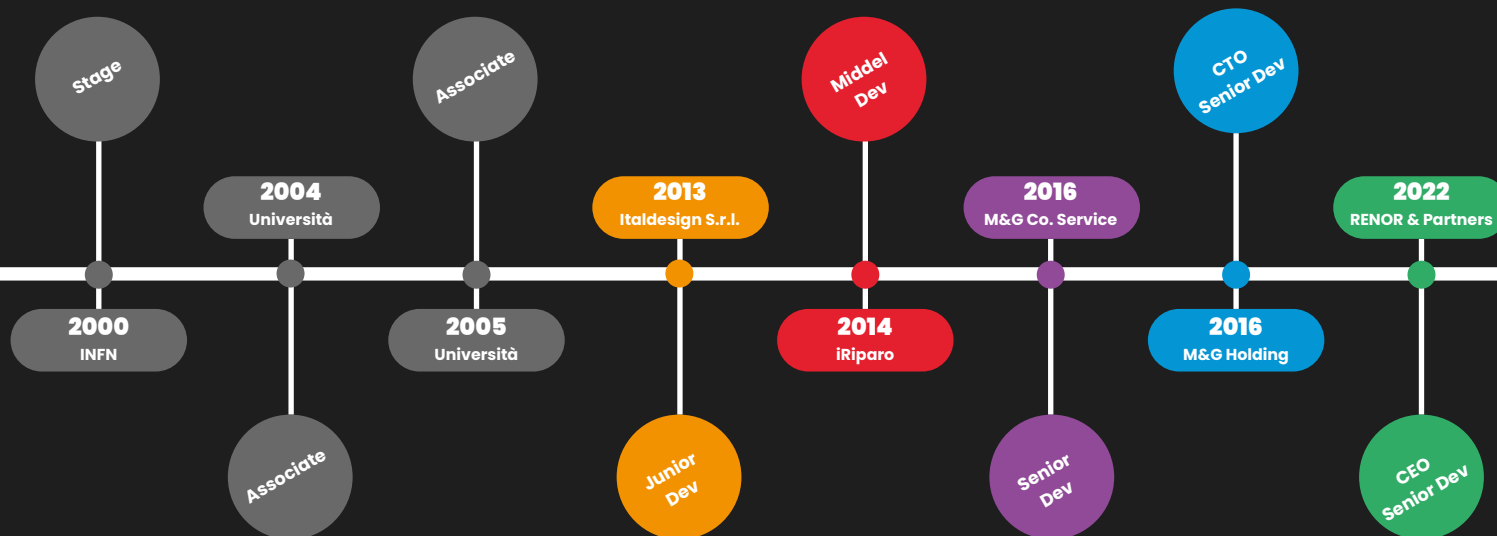 Stage
2000
INFN
2004
Università
Associate
Associate
2005
Università
2013
Italdesign S.r.l.
Junior
Dev
Middel
Dev
2014
iRiparo
2016
M&G Co. Service
Senior
Dev
CTO
Senior Dev
2016
M&G Holding
2022
RENOR & Partners
CEO
Senior Dev